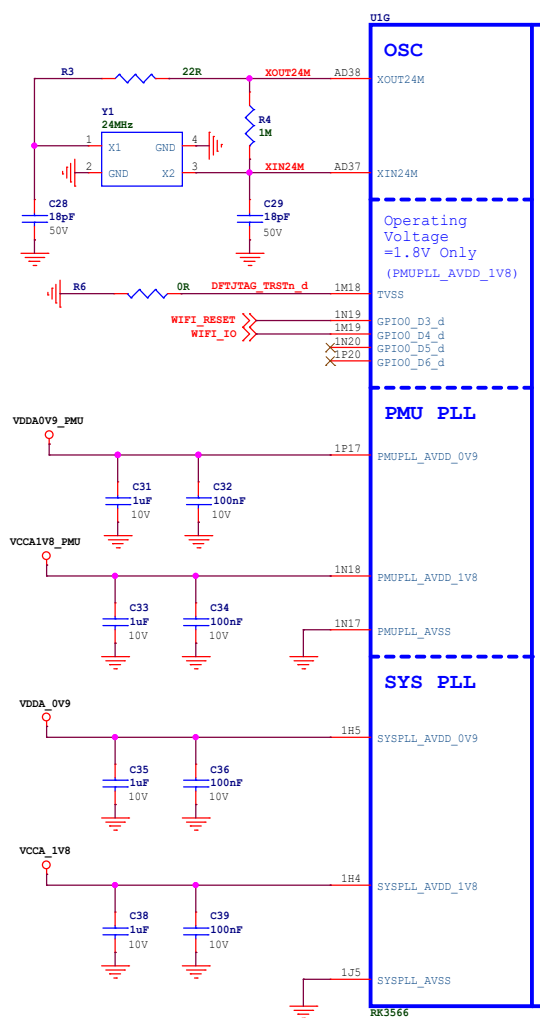 U1G
OSC
R3
22R
XOUT24M
AD38
XOUT24M
Y1
24MHz
R4
1M
1
X1
GND
4
2
GND
X2
3
XIN24M
AD37
XIN24M
C28
18pF
50V
C29
18pF
50V
Operating
Voltage
=1.8V Only
(PMUPLL_AVDD_1V8)
R6
0R
DFTJTAG_TRSTn_d
1M18
TVSS
WIFI_RESET
1N19
GPIO0_D3_d
WIFI_IO
1M19
GPIO0_D4_d
1N20
GPIO0_D5_d
1P20
GPIO0_D6_d
PMU PLL
VDDA0V9_PMU
1P17
PMUPLL_AVDD_0V9
C31
1uF
10V
C32
100nF
10V
VCCA1V8_PMU
1N18
PMUPLL_AVDD_1V8
C33
1uF
10V
C34
100nF
10V
1N17
PMUPLL_AVSS
SYS PLL
VDDA_0V9
1H5
SYSPLL_AVDD_0V9
C35
1uF
10V
C36
100nF
10V
VCCA_1V8
1H4
SYSPLL_AVDD_1V8
C38
1uF
10V
C39
100nF
10V
1J5
SYSPLL_AVSS
RK3566